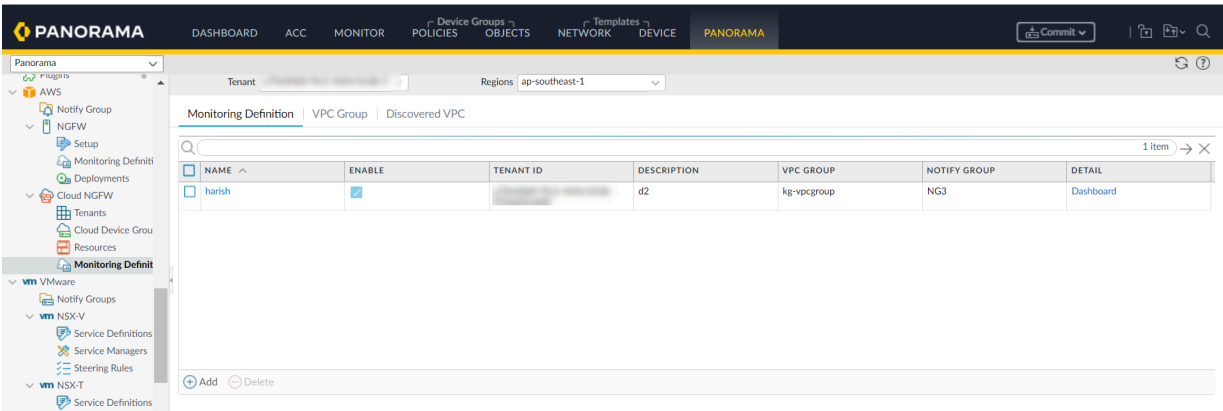 PANORAMA
Device Groups
Templates
DASHBOARD ACC MONITOR POLICIES OBJECTS NETWORK DEVICE PANORAMA
Commit
Panorama
Plugins
AWS
Notify Group
NGFW
Setup
Monitoring Definiti
Deployments
Cloud NGFW
Tenants
Cloud Device Grou
Resources
Monitoring Definit
vm VMware
Notify Groups
vm NSX-V
Service Definitions
Service Managers
Steering Rules
vm NSX-T
Service Definitions
Tenant
Regions ap-southeast-1
Monitoring Definition VPC Group Discovered VPC
1 item
NAME ENABLE TENANT ID DESCRIPTION VPC GROUP NOTIFY GROUP DETAIL
harish d2 kg-vpcgroup NG3 Dashboard
Add Delete